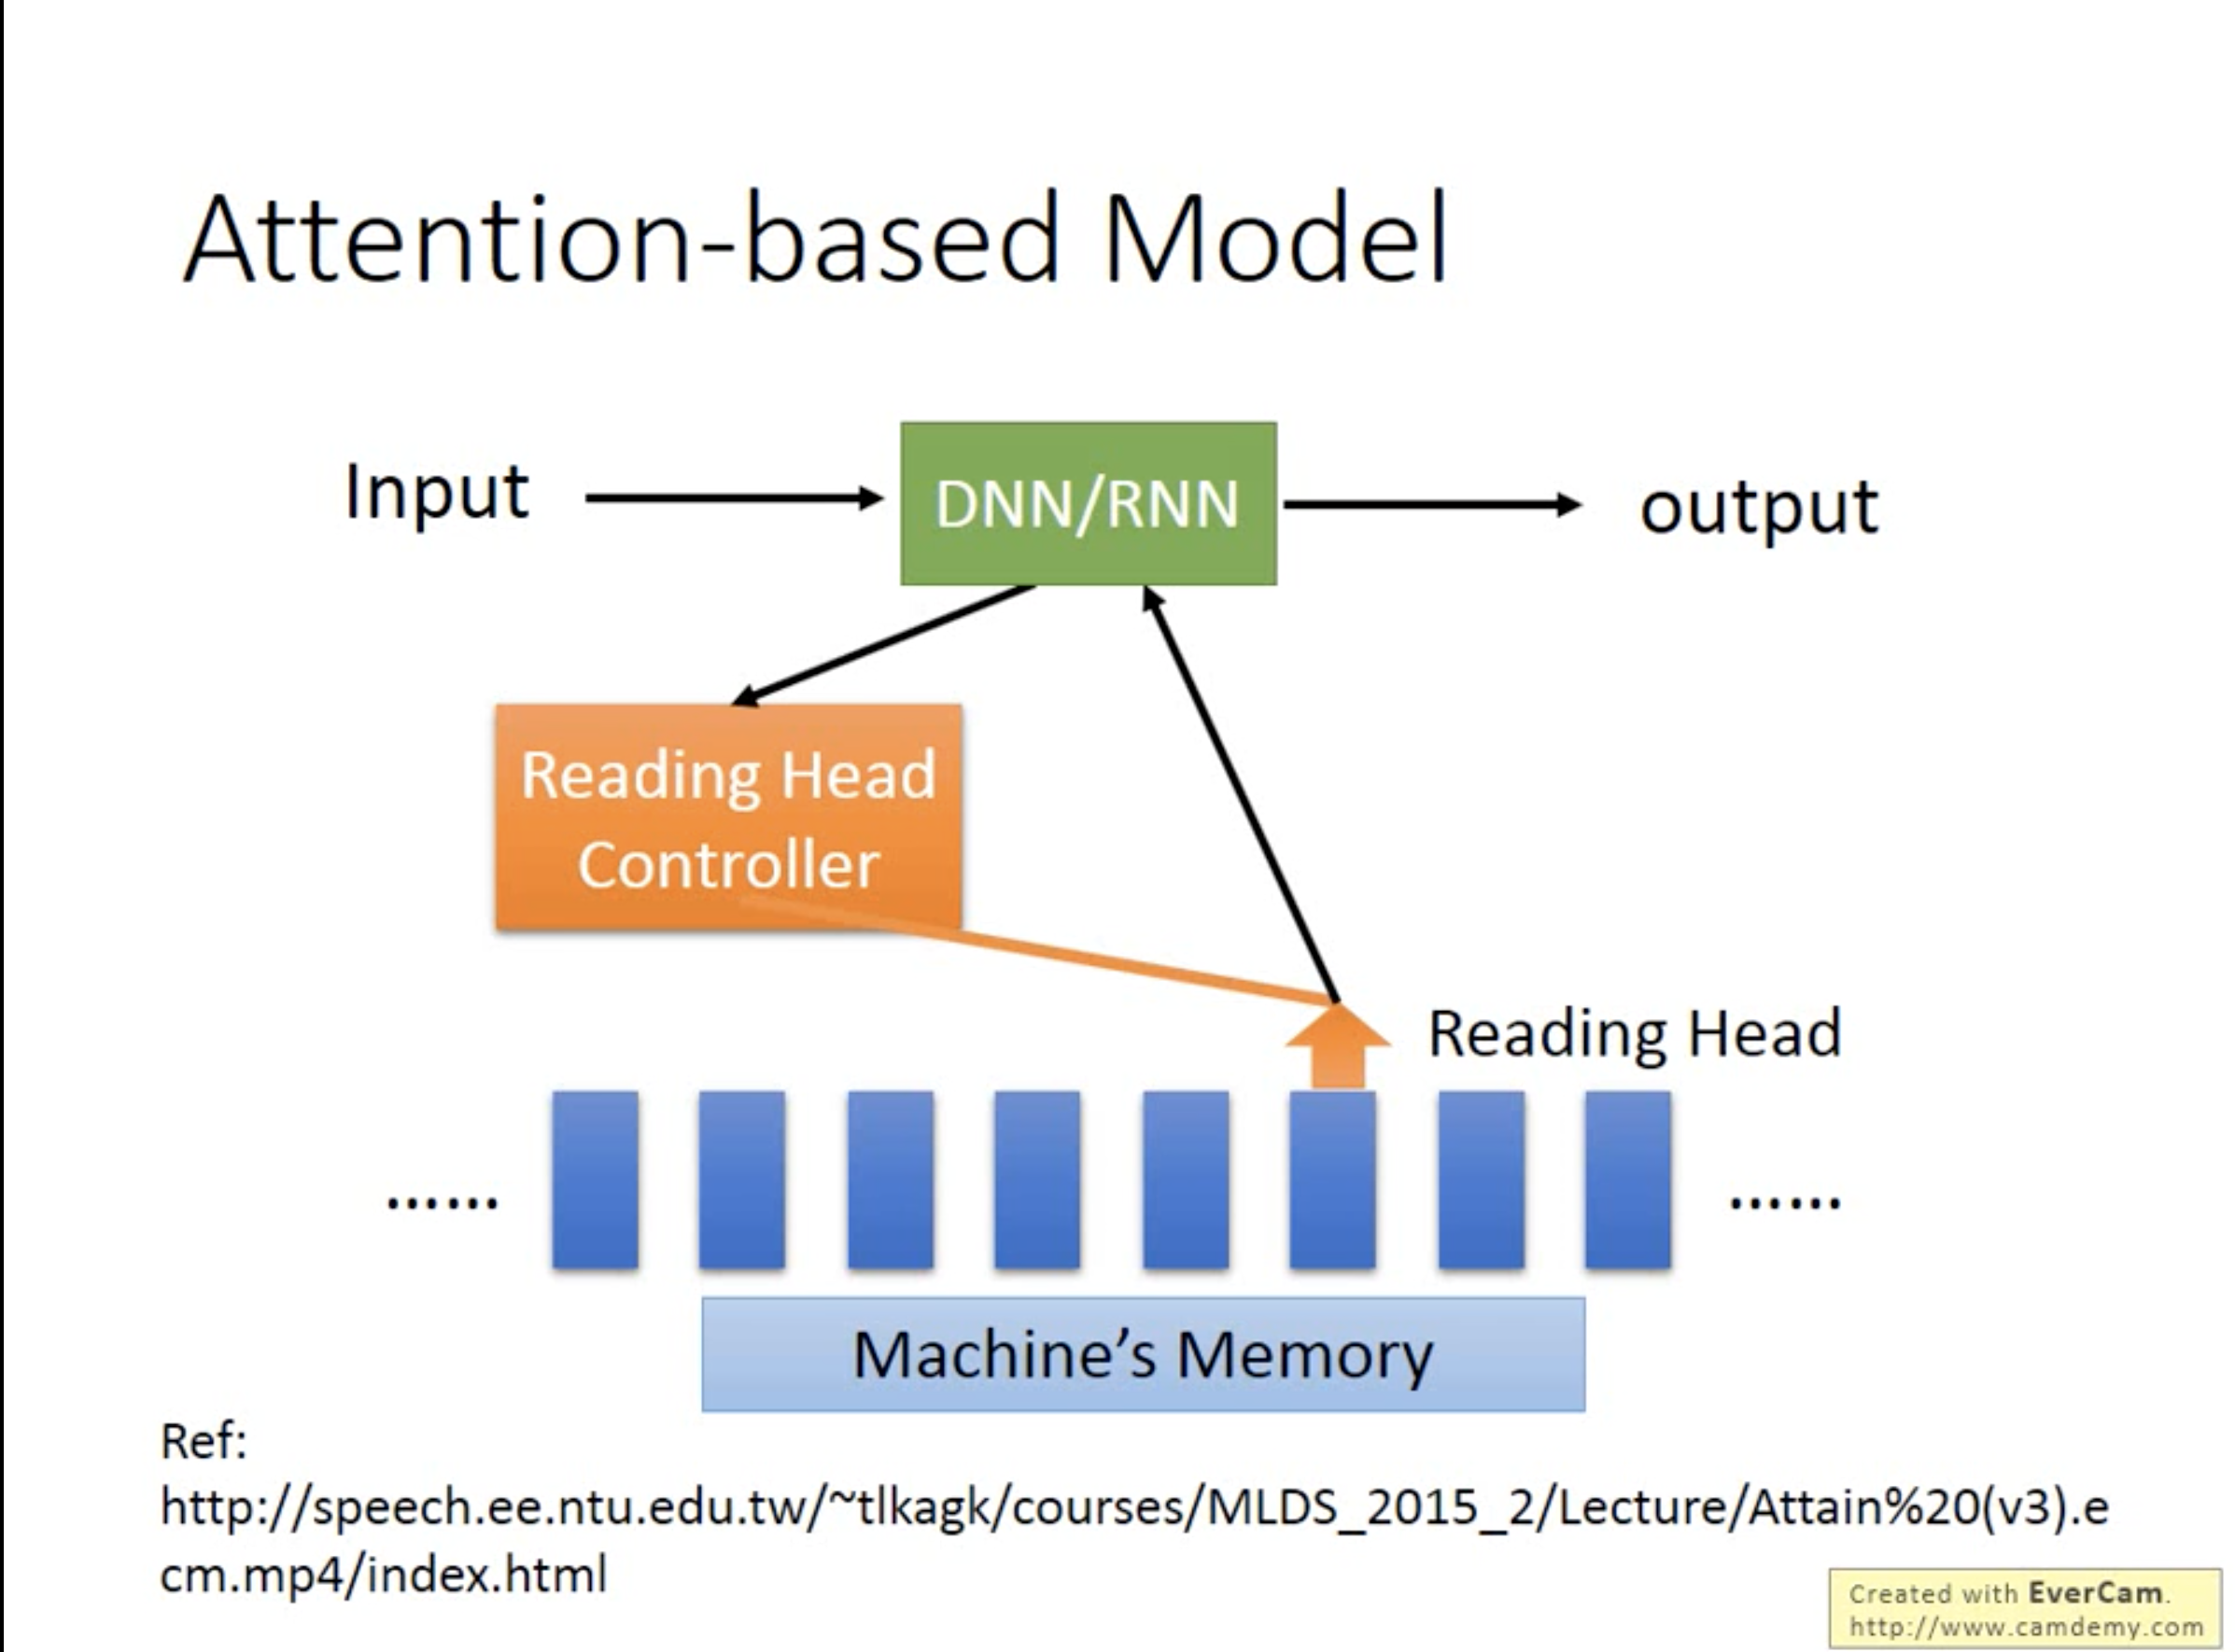 Attention-based Model
Input
DNN/RNN
output
Reading Head
Controller
Reading Head
......
......
Machine’s Memory
Ref:
http://speech.ee.ntu.edu.tw/~tlkagk/courses/MLDS_2015_2/Lecture/Attain%20(v3).e
cm.mp4/index.html
Created with EverCam.
http://www.camdemy.com